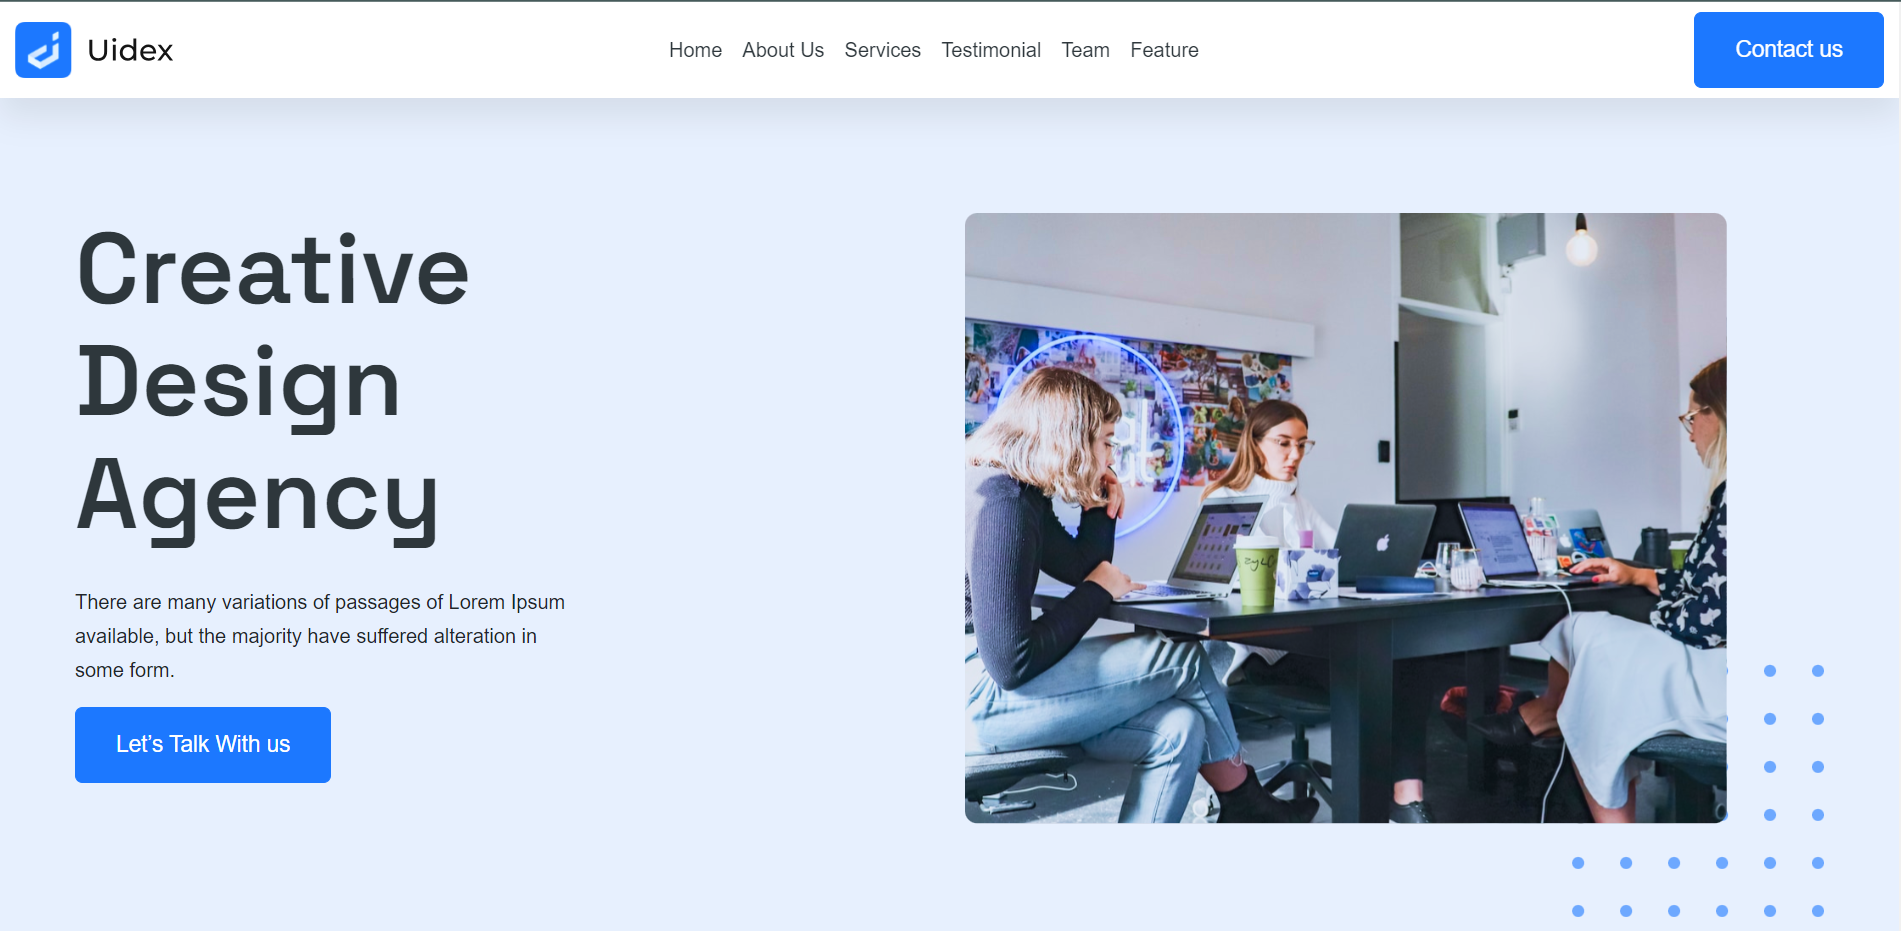 Uidex
Home About Us Services Testimonial Team Feature
Contact us
Creative
Design
Agency
There are many variations of passages of Lorem Ipsum
available, but the majority have suffered alteration in
some form.
Let’s Talk With us